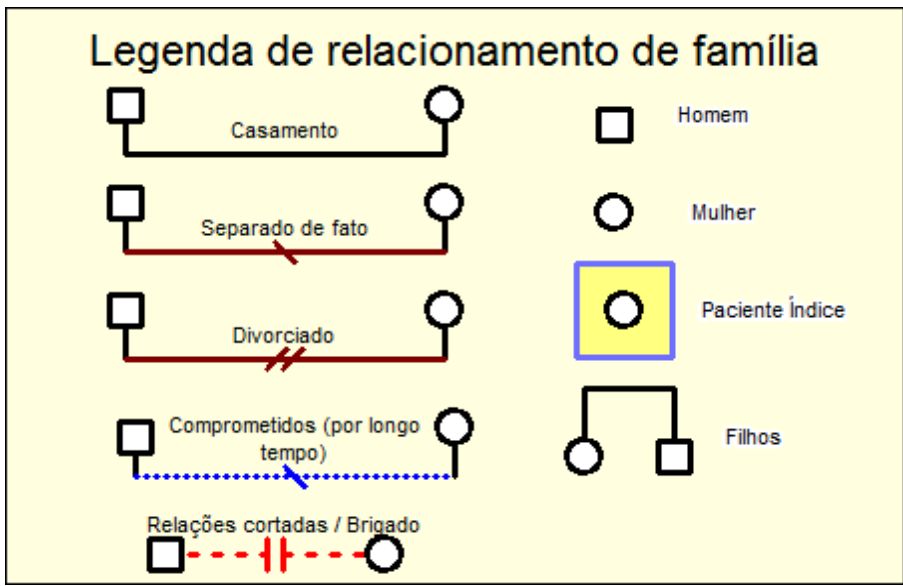 Legenda de relacionamento de família
Casamento
Separado de fato
Divorciado
Comprometidos (por longo
tempo)
Relações cortadas / Brigado
Homem
Mulher
Paciente Índice
Filhos